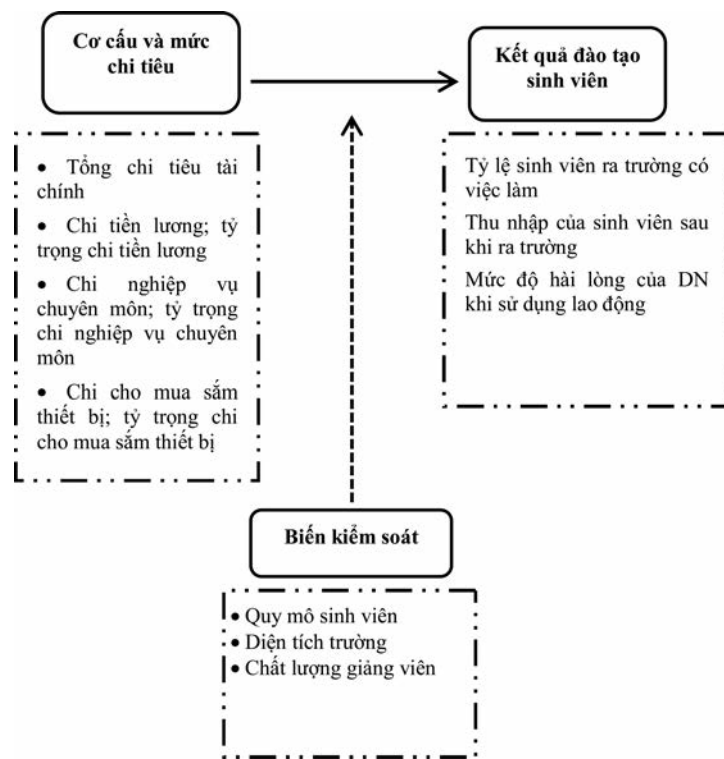 Cơ cấu và mức
chi tiêu
Kết quả đào tạo
sinh viên
• Tổng chi tiêu tài
chính
• Chi tiền lương; tỷ
trọng chi tiền lương
• Chi nghiệp vụ
chuyên môn; tỷ trọng
chi nghiệp vụ chuyên
môn
• Chi cho mua sắm
thiết bị; tỷ trọng chi
cho mua sắm thiết bị
Tỷ lệ sinh viên ra trường có
việc làm
Thu nhập của sinh viên sau
khi ra trường
Mức độ hài lòng của DN
khi sử dụng lao động
Biến kiểm soát
• Quy mô sinh viên
• Diện tích trường
• Chất lượng giảng viên